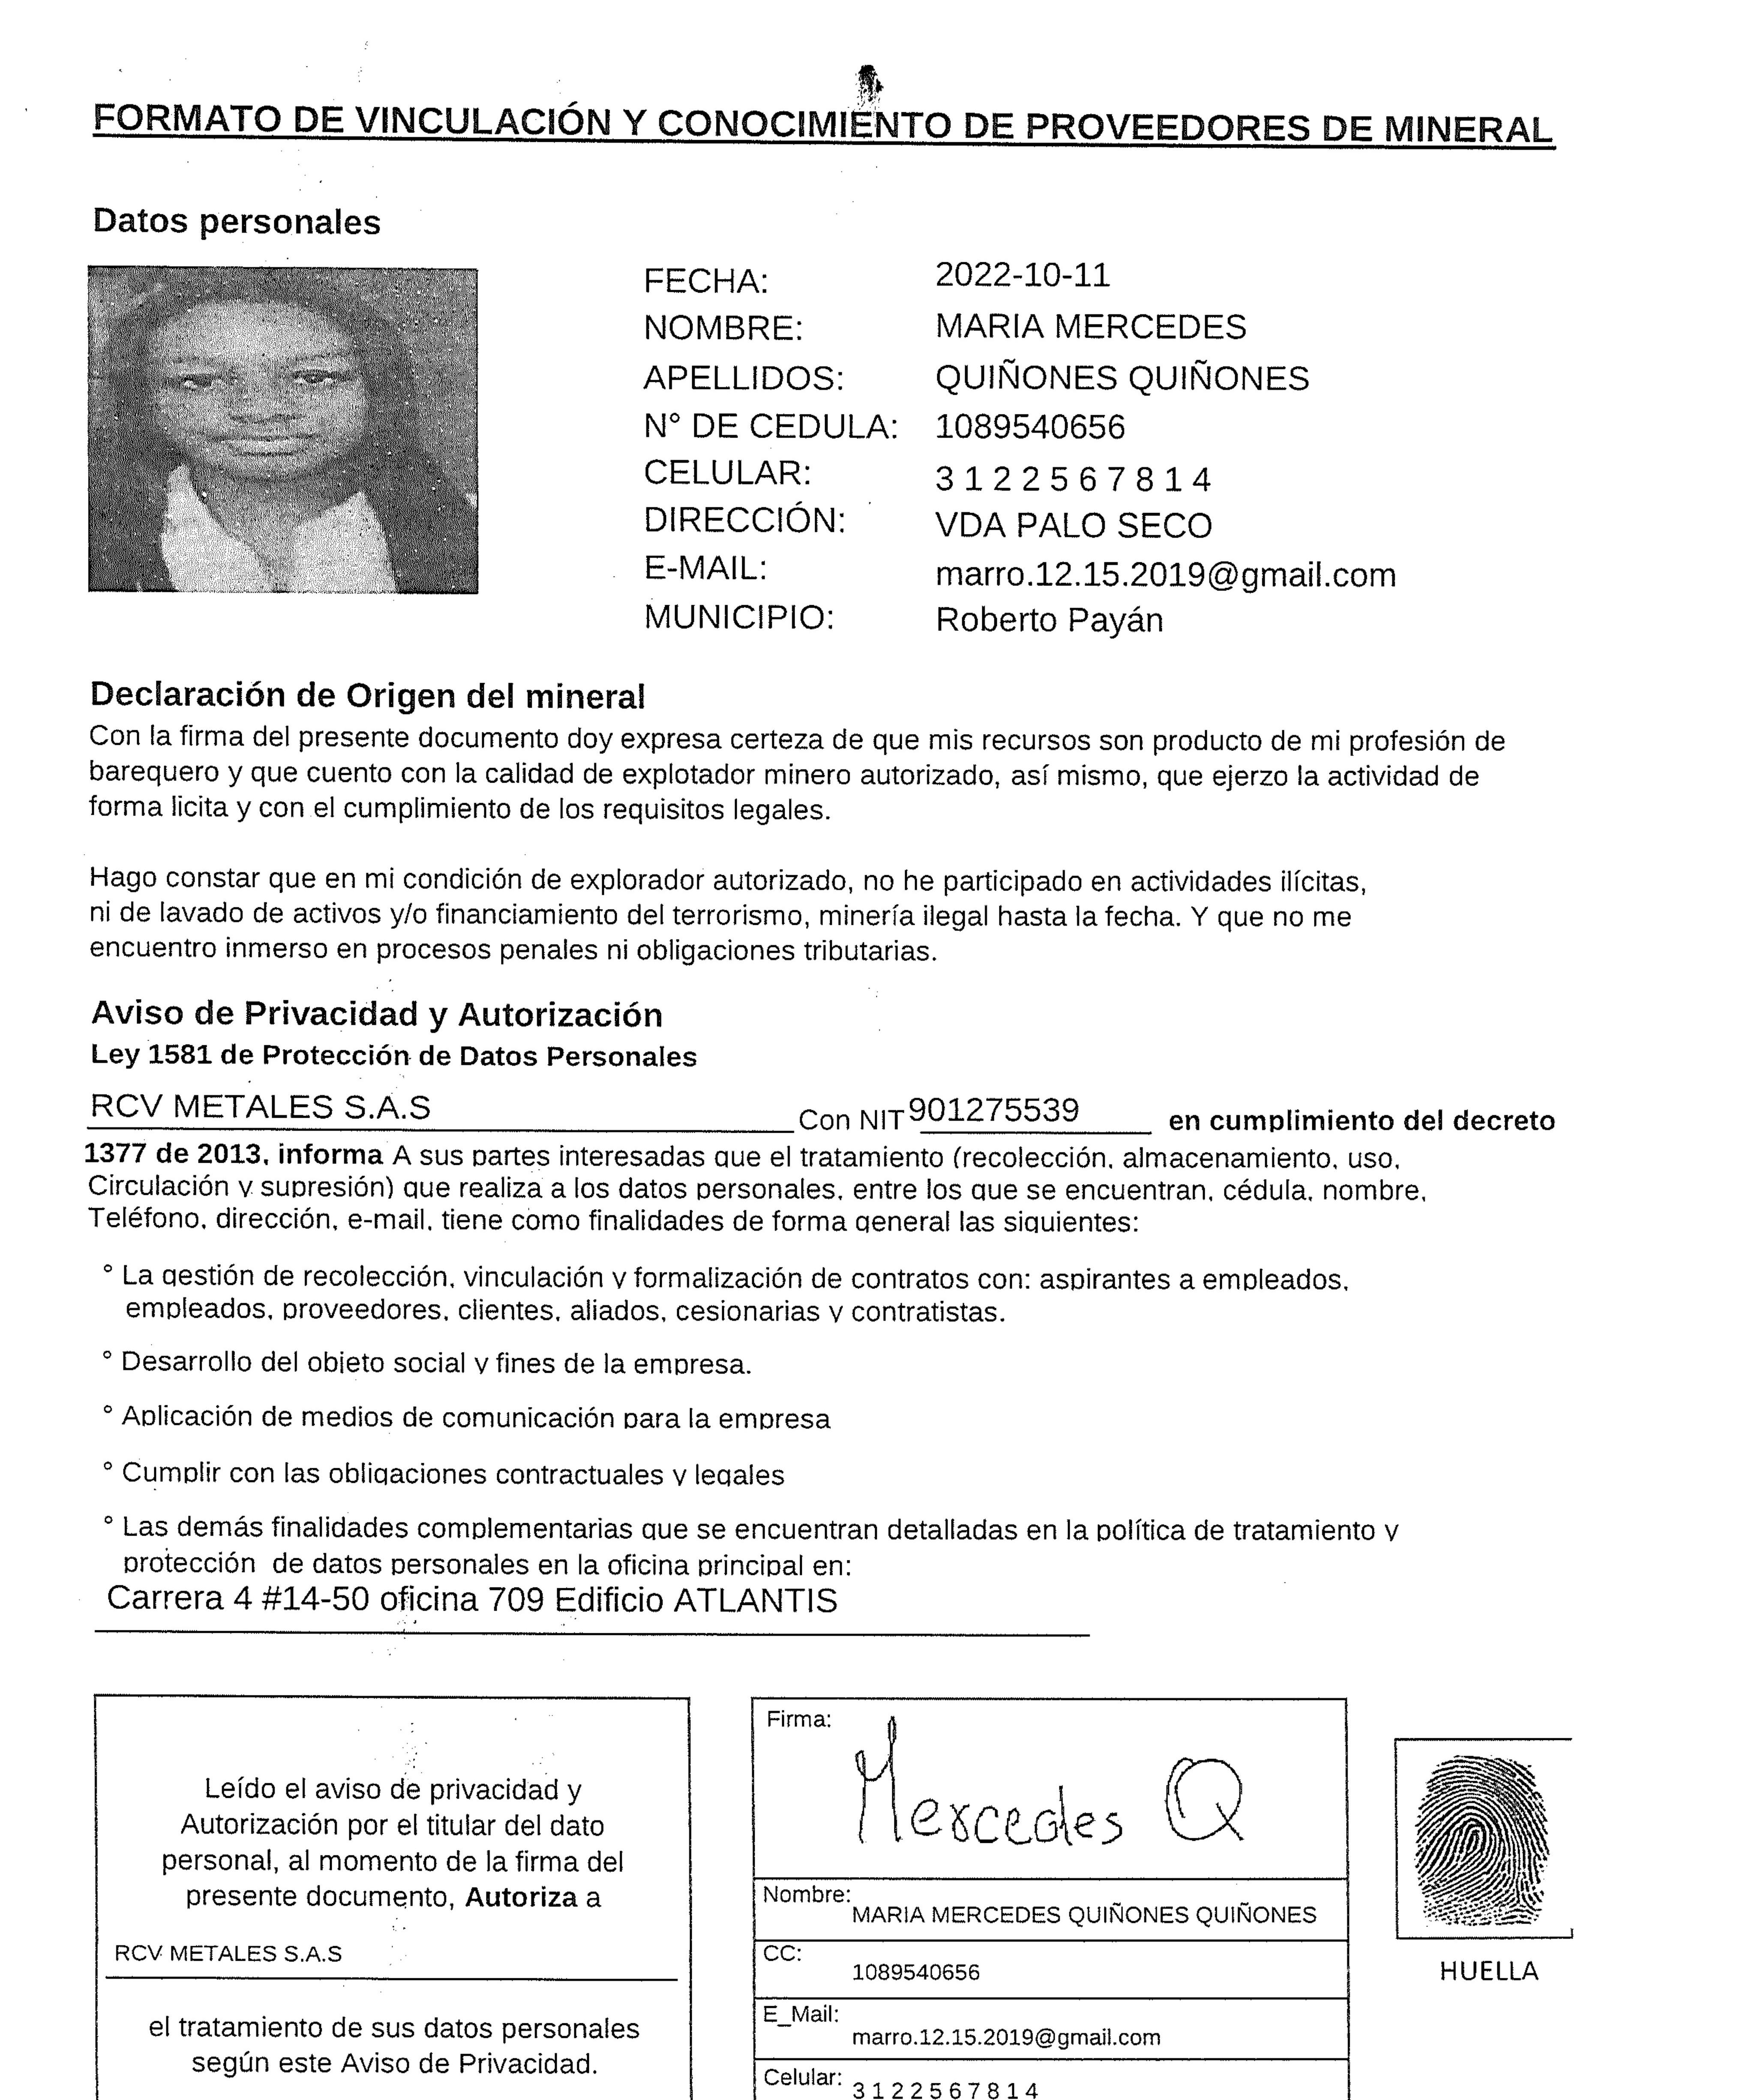 FORMATO DE VINCULACIÓN Y CONOCIMIENTO DE PROVEEDORES DE MINERAL
Datos personales
FECHA: 2022-10-11
NOMBRE: MARIA MERCEDES
APELLIDOS: QUIÑONES QUIÑONES
N° DE CEDULA: 1089540656
CELULAR: 3 1 2 2 5 6 7 8 1 4
DIRECCIÓN: VDA PALO SECO
E-MAIL: marro.12.15.2019@gmail.com
MUNICIPIO: Roberto Payán
Declaración de Origen del mineral
Con la firma del presente documento doy expresa certeza de que mis recursos son producto de mi profesión de
barequero y que cuento con la calidad de explotador minero autorizado, así mismo, que ejerzo la actividad de
forma licita y con el cumplimiento de los requisitos legales.
Hago constar que en mi condición de explorador autorizado, no he participado en actividades ilícitas,
ni de lavado de activos y/o financiamiento del terrorismo, minería ilegal hasta la fecha. Y que no me
encuentro inmerso en procesos penales ni obligaciones tributarias.
Aviso de Privacidad y Autorización
Ley 1581 de Protección de Datos Personales
RCV METALES S.A.S Con NIT 901275539 en cumplimiento del decreto
1377 de 2013, informa A sus partes interesadas que el tratamiento (recolección, almacenamiento, uso,
Circulación y supresión) que realiza a los datos personales, entre los que se encuentran, cédula, nombre,
Teléfono, dirección, e-mail, tiene como finalidades de forma general las siguientes:
° La gestión de recolección, vinculación y formalización de contratos con: aspirantes a empleados,
empleados, proveedores, clientes, aliados, cesionarias y contratistas.
° Desarrollo del objeto social y fines de la empresa.
° Aplicación de medios de comunicación para la empresa
° Cumplir con las obligaciones contractuales y legales
° Las demás finalidades complementarias que se encuentran detalladas en la política de tratamiento y
protección de datos personales en la oficina principal en:
Carrera 4 #14-50 oficina 709 Edificio ATLANTIS
Leído el aviso de privacidad y
Autorización por el titular del dato
personal, al momento de la firma del
presente documento, Autoriza a
RCV METALES S.A.S
el tratamiento de sus datos personales
según este Aviso de Privacidad.
Firma:
Mercedes Q
Nombre: MARIA MERCEDES QUIÑONES QUIÑONES
CC: 1089540656
E_Mail: marro.12.15.2019@gmail.com
Celular: 3 1 2 2 5 6 7 8 1 4
HUELLA